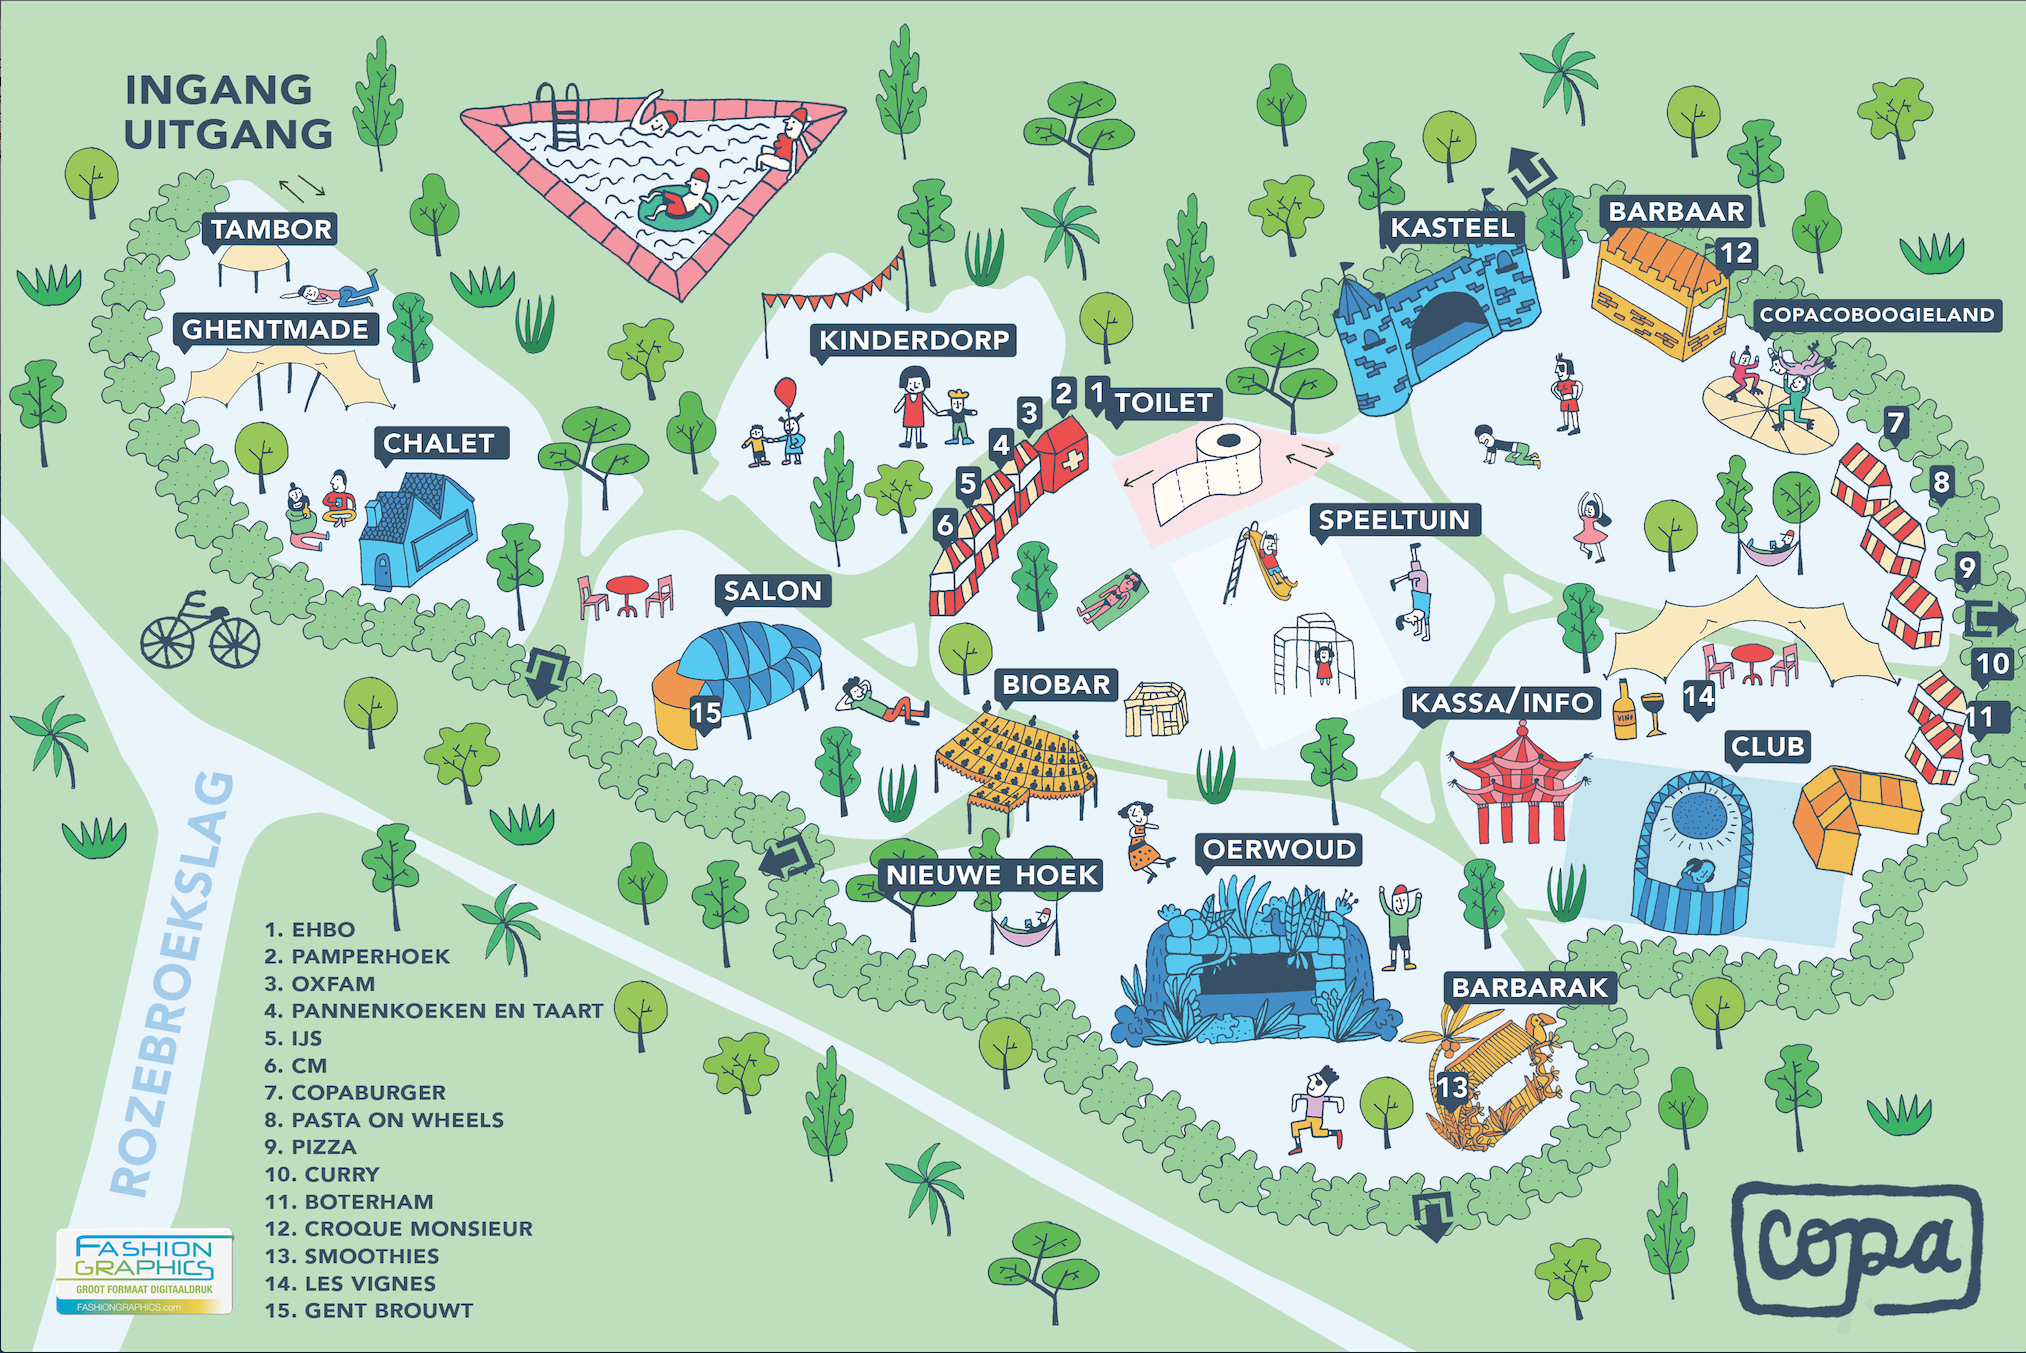 INGANG
UITGANG
TAMBOR
GHENTMADE
CHALET
KINDERDORP
KASTEEL
BARBAAR
12
COPACOBOOGIELAND
2
1
TOILET
3
4
5
6
7
8
9
10
11
SPEELTUIN
SALON
15
BIOBAR
KASSA/INFO
VINO
14
CLUB
NIEUWE HOEK
OERWOUD
BARBARAK
13
ROZEBROEKSLAG
1. EHBO
2. PAMPERHOEK
3. OXFAM
4. PANNENKOEKEN EN TAART
5. IJS
6. CM
7. COPABURGER
8. PASTA ON WHEELS
9. PIZZA
10. CURRY
11. BOTERHAM
12. CROQUE MONSIEUR
13. SMOOTHIES
14. LES VIGNES
15. GENT BROUWT
FASHION
GRAPHICS
GROOT FORMAAT DIGITAALDRUK
FASHIONGRAPHICS.com
copa